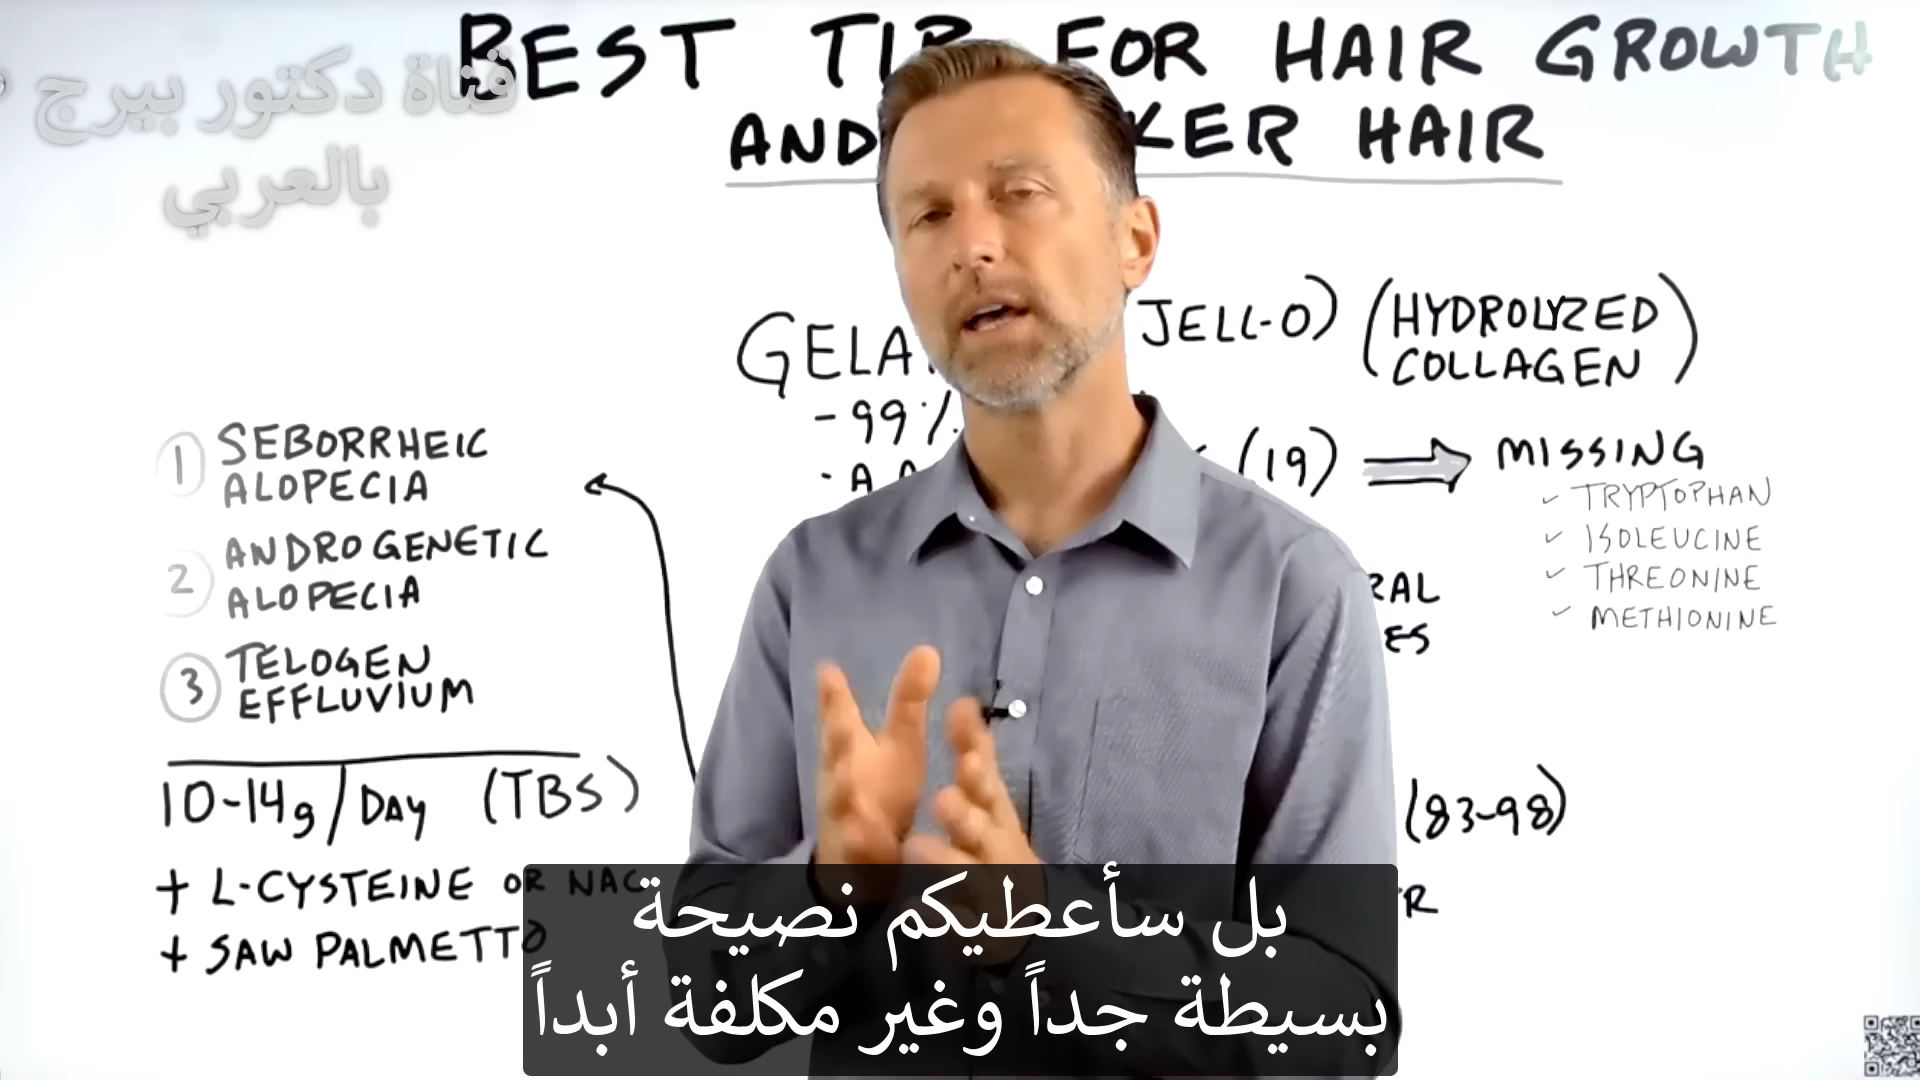 BEST TIP FOR HAIR GROWTH
AND KER HAIR
قناة دكتور بيرج
بالعربي
GELA JELL-O) (HYDROLYZED
COLLAGEN)
-99%
-A A (19) ⇒ MISSING
✓ TRYPTOPHAN
✓ ISOLEUCINE
✓ THREONINE
✓ METHIONINE
RAL
ES
1 SEBORRHEIC
ALOPECIA
2 ANDROGENETIC
ALOPECIA
3 TELOGEN
EFFLUVIUM
10-14g/DAY (TBS)
+ L-CYSTEINE OR NAC
+ SAW PALMETTO
(83-98)
R
بل سأعطيكم نصيحة
بسيطة جداً وغير مكلفة أبداً